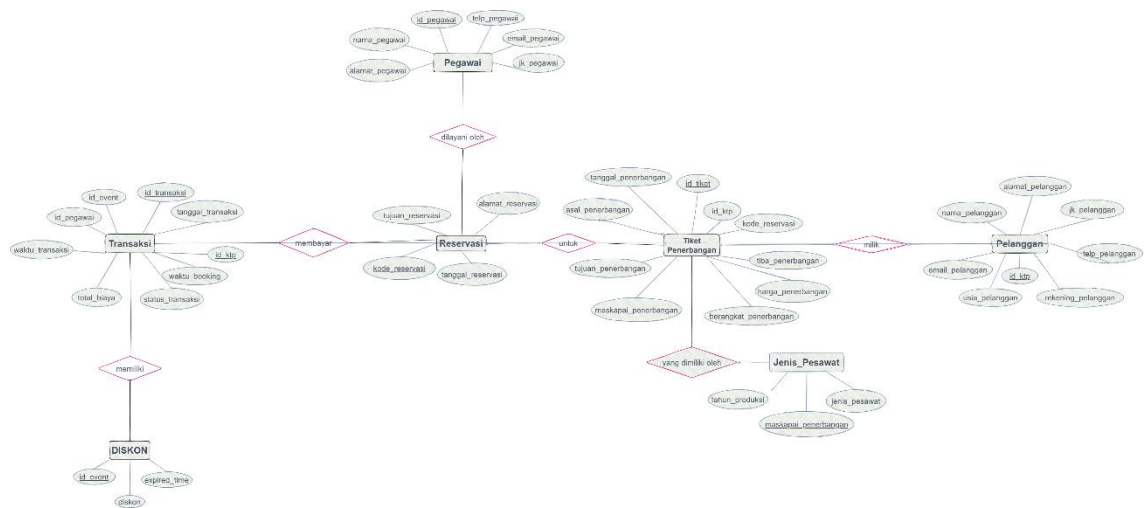 id_pegawai
telp_pegawai
nama_pegawai
email_pegawai
Pegawai
alamat_pegawai
jk_pegawai
dilayani oleh
id_event
id_transaksi
id_pegawai
tanggal_transaksi
Transaksi
waktu_transaksi
id_ktp
waktu_booking
total_biaya
status_transaksi
membayar
tujuan_reservasi
alamat_reservasi
Reservasi
kode_reservasi
tanggal_reservasi
untuk
tanggal_penerbangan
id_tiket
asal_penerbangan
id_ktp
kode_reservasi
Tiket
Penerbangan
tujuan_penerbangan
tiba_penerbangan
harga_penerbangan
maskapai_penerbangan
berangkat_penerbangan
milik
alamat_pelanggan
nama_pelanggan
jk_pelanggan
Pelanggan
telp_pelanggan
email_pelanggan
id_ktp
usia_pelanggan
rekening_pelanggan
memiliki
yang dimiliki oleh
Jenis_Pesawat
tahun_produksi
jenis_pesawat
maskapai_penerbangan
DISKON
id_event
expired_time
diskon